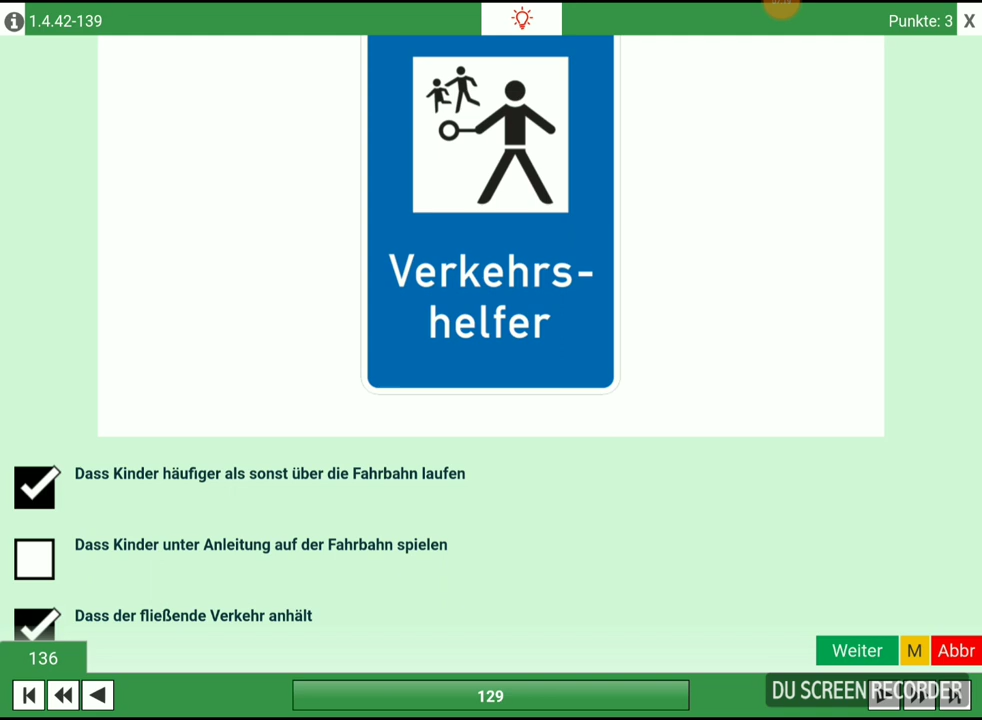 1.4.42-139
Punkte: 3 X
Verkehrs-
helfer
Dass Kinder häufiger als sonst über die Fahrbahn laufen
Dass Kinder unter Anleitung auf der Fahrbahn spielen
Dass der fließende Verkehr anhält
136
Weiter M Abbr
129
DU SCREEN RECORDER